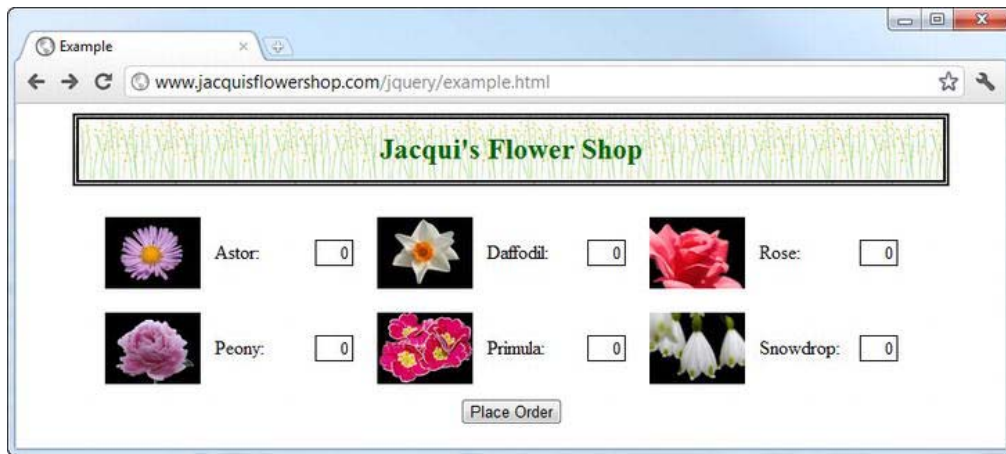 Example
www.jacquisflowershop.com/jquery/example.html
Jacqui's Flower Shop
Astor: 0 Daffodil: 0 Rose: 0
Peony: 0 Primula: 0 Snowdrop: 0
Place Order